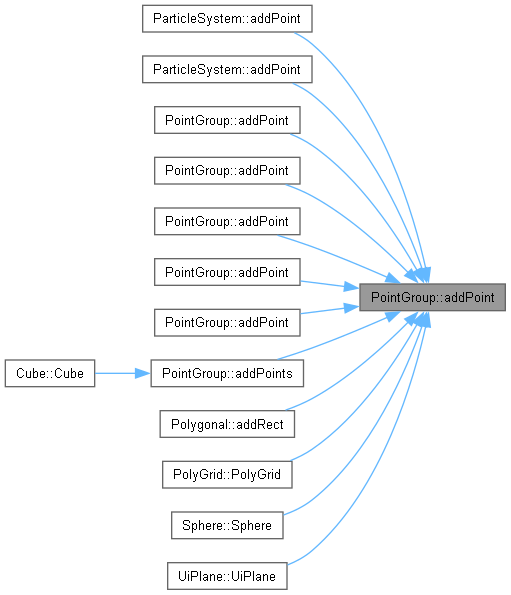 ParticleSystem::addPoint
ParticleSystem::addPoint
PointGroup::addPoint
PointGroup::addPoint
PointGroup::addPoint
PointGroup::addPoint
PointGroup::addPoint
PointGroup::addPoint
Cube::Cube
PointGroup::addPoints
Polygonal::addRect
PolyGrid::PolyGrid
Sphere::Sphere
UiPlane::UiPlane